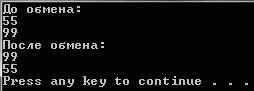 До обмена:
55
99
После обмена:
99
55
Press any key to continue . . .